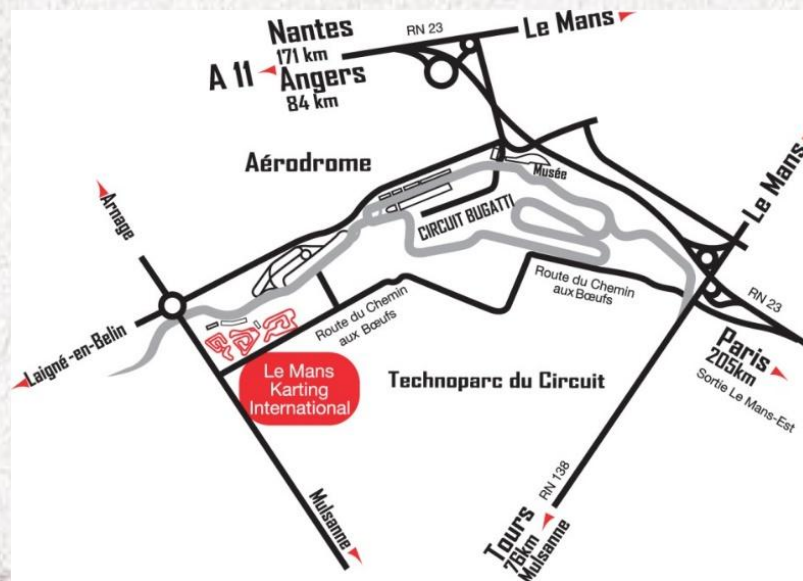 Nantes
171 km
RN 23
Le Mans
A 11
Angers
84 km
Aérodrome
Musée
Arnage
CIRCUIT BUGATTI
Le Mans
Route du Chemin
aux Bœufs
RN 23
Route du Chemin
aux Bœufs
Laigné-en-Belin
Paris
205km
Sortie Le Mans-Est
Le Mans
Karting
International
Technoparc du Circuit
Mulsanne
RN 138
Tours
76km
Mulsanne